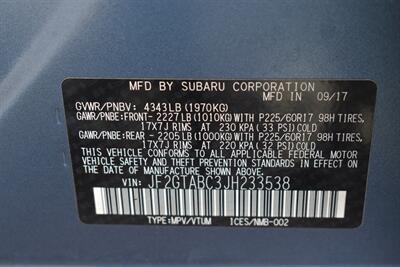 MFD BY SUBARU CORPORATION 09/17
GVWR/PNBV: 4343LB (1970KG)
GAWR/PNBE:FRONT- 2227LB (1010KG) WITH P225/60R17 98H TIRES,
17X7J RIMS AT 230 KPA (33 PSI) COLD
GAWR/PNBE:REAR - 2205LB (1000KG) WITH P225/60R17 98H TIRES,
17X7J RIMS AT 220 KPA (32 PSI) COLD
THIS VEHICLE CONFORMS TO ALL APPLICABLE FEDERAL MOTOR
VEHICLE SAFETY, BUMPER, AND THEFT PREVENTION STANDARDS
IN EFFECT ON THE DATE OF MANUFACTURE SHOWN ABOVE.
VIN: JF2GTABC3JH233538
TYPE:MPV/VTUM ICES/NMB-002